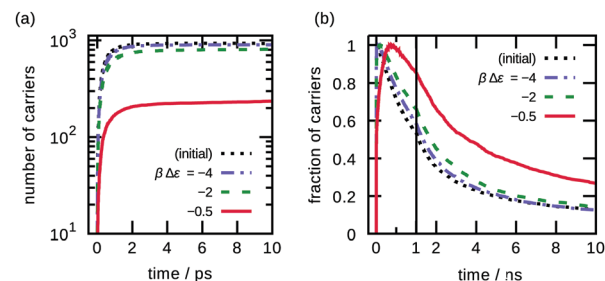 (a)
number of carriers
10³
10²
10¹
(initial)
β Δε = −4
−2
−0.5
0 2 4 6 8 10
time / ps
(b)
fraction of carriers
1
0.8
0.6
0.4
0.2
0
(initial)
β Δε = −4
−2
−0.5
0 1 2 4 6 8 10
time / ns